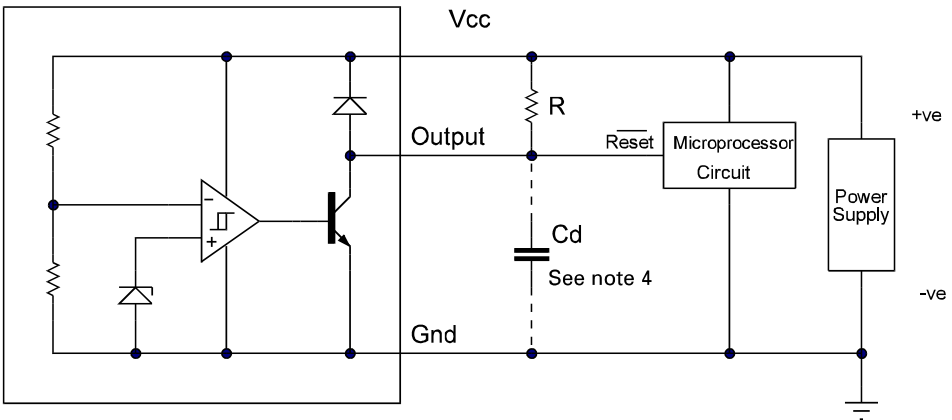 Vcc
+ve
R
Output
Reset
Microprocessor
Circuit
Power
Supply
-
+
Cd
See note 4
-ve
Gnd